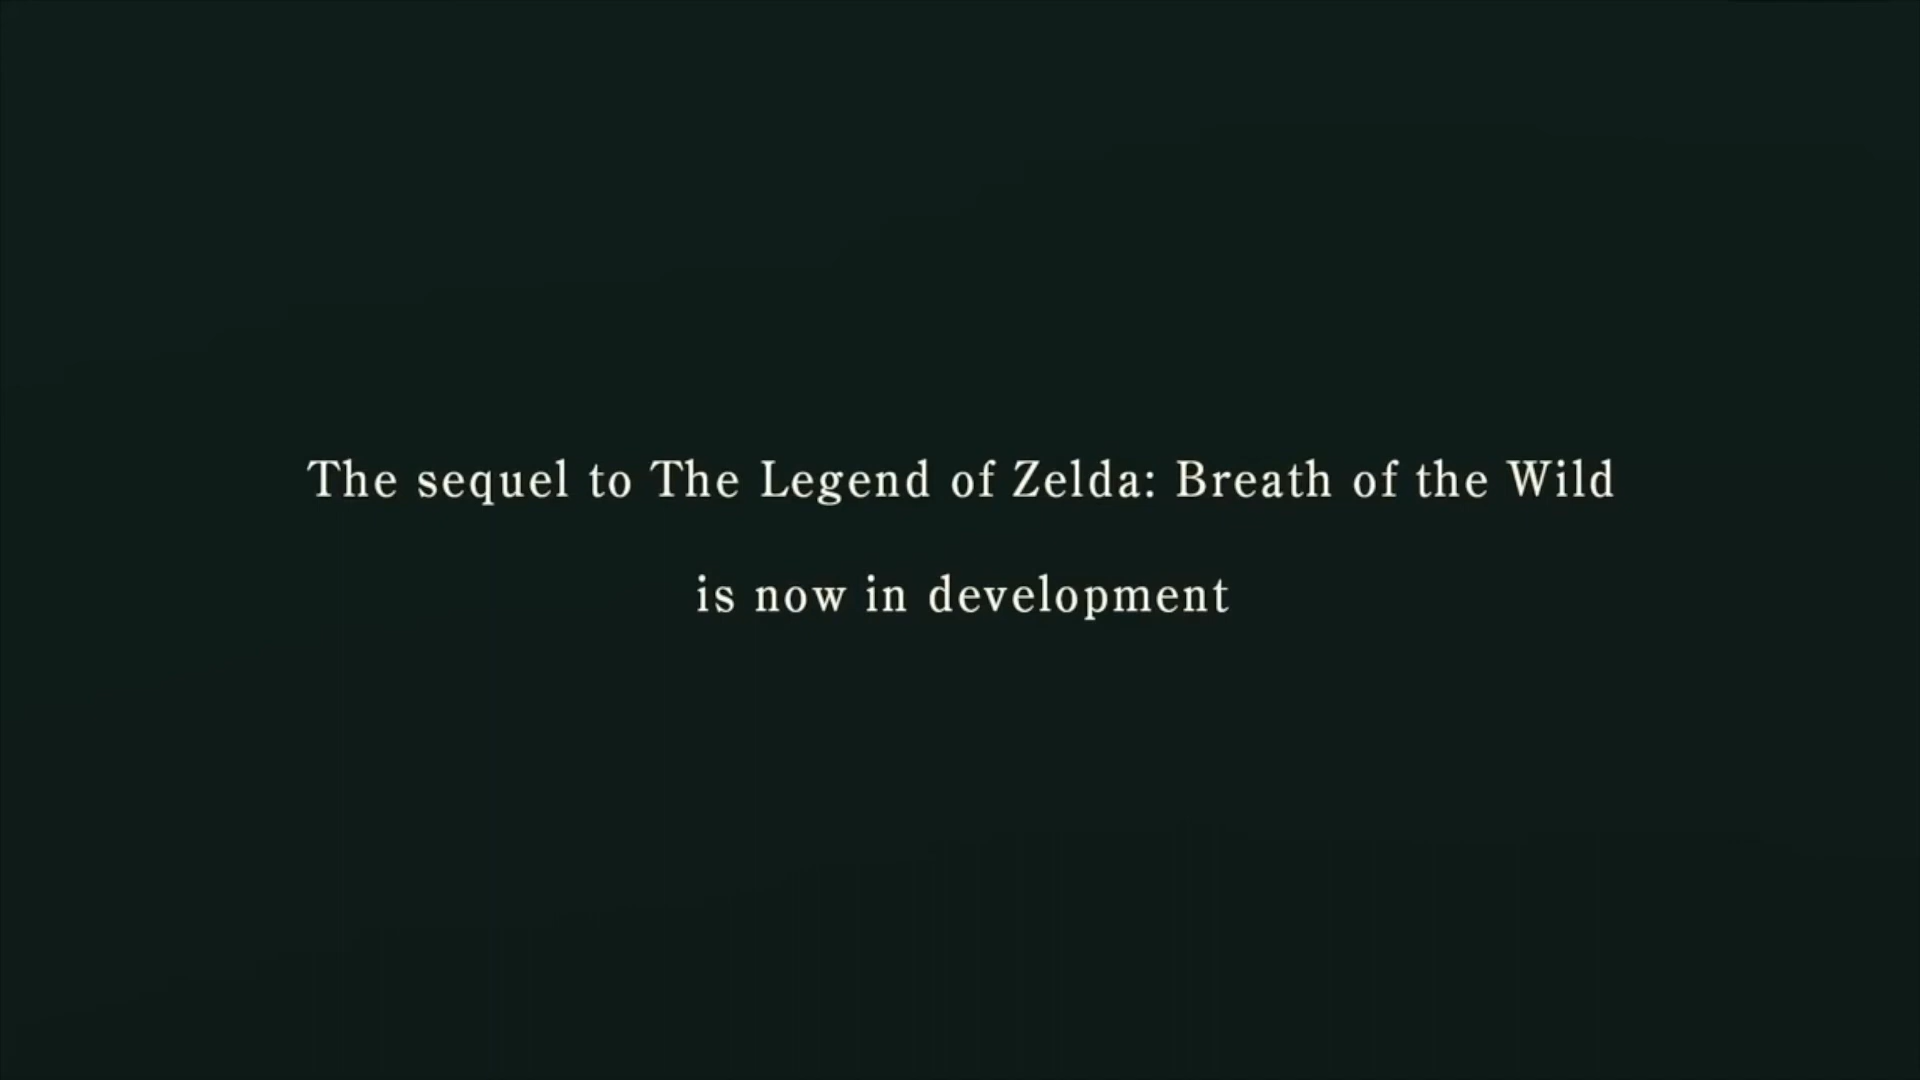 The sequel to The Legend of Zelda: Breath of the Wild
is now in development